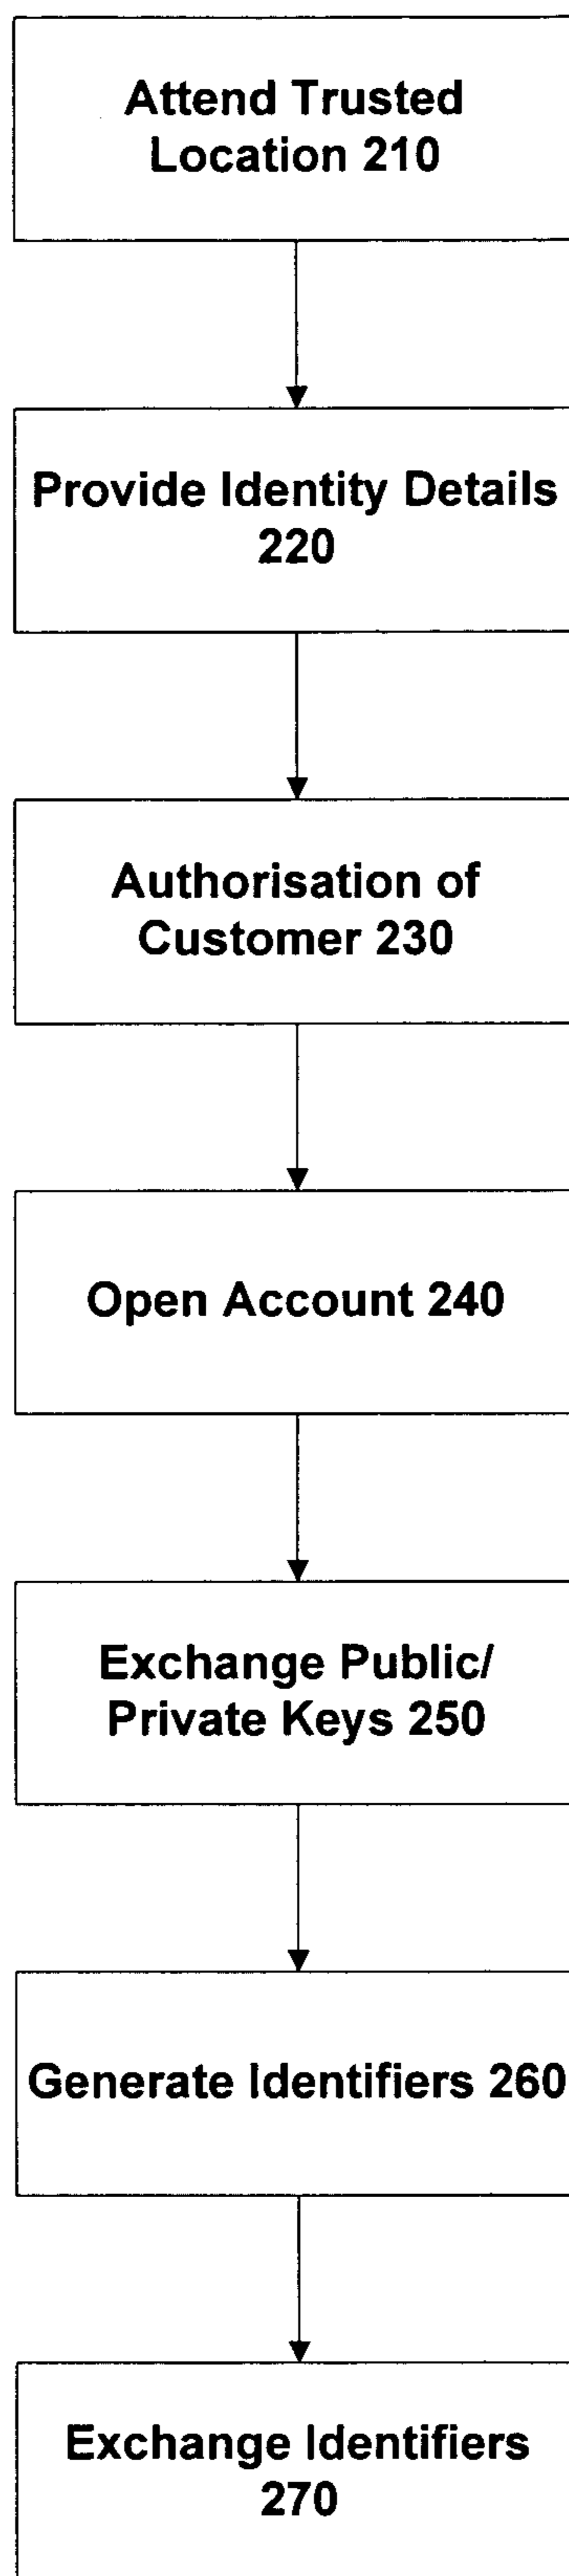 Attend Trusted
Location 210
Provide Identity Details
220
Authorisation of
Customer 230
Open Account 240
Exchange Public/
Private Keys 250
Generate Identifiers 260
Exchange Identifiers
270